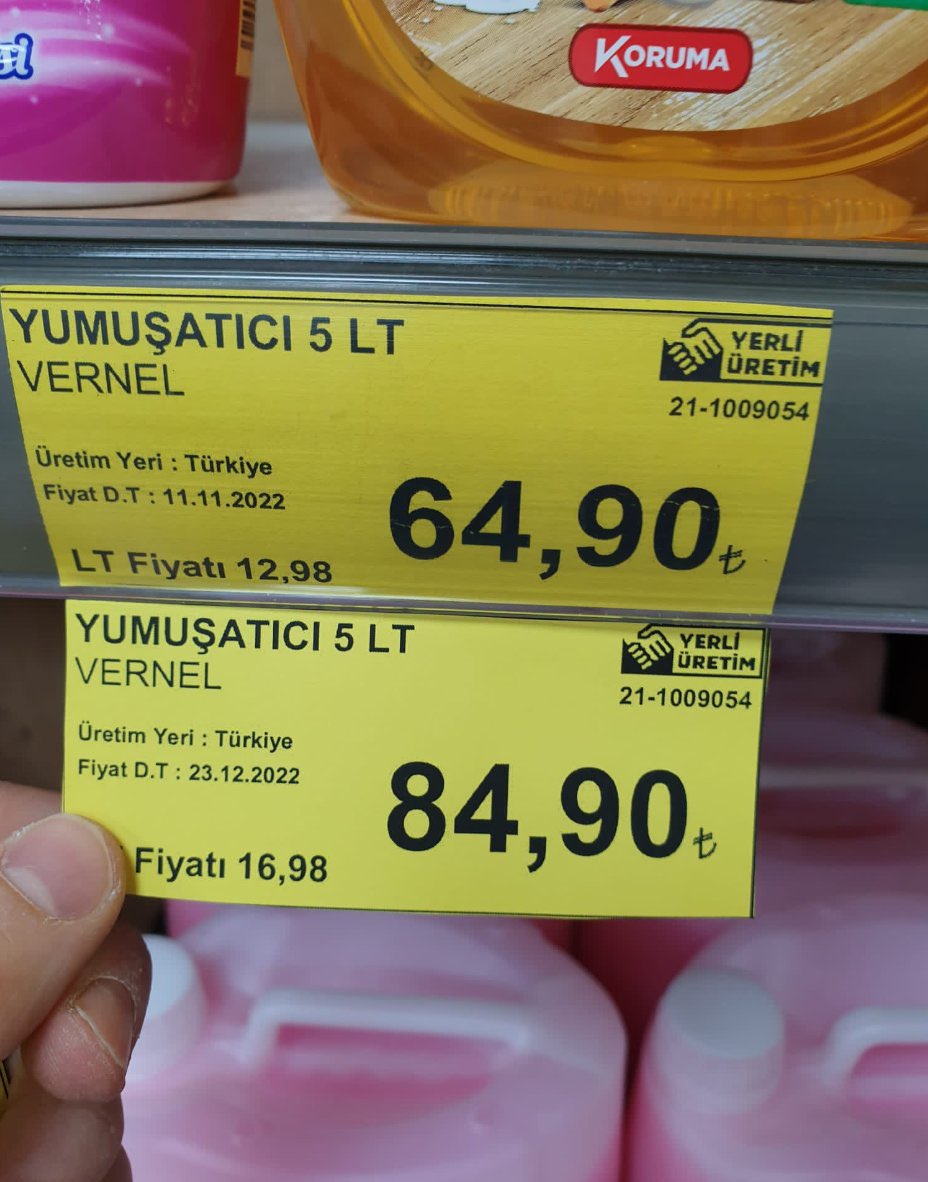 KORUMA
YUMUŞATICI 5 LT
VERNEL
YERLİ
ÜRETİM
21-1009054
Üretim Yeri : Türkiye
Fiyat D.T : 11.11.2022
64,90₺
LT Fiyatı 12,98
YUMUŞATICI 5 LT
VERNEL
YERLİ
ÜRETİM
21-1009054
Üretim Yeri : Türkiye
Fiyat D.T : 23.12.2022
84,90₺
Fiyatı 16,98